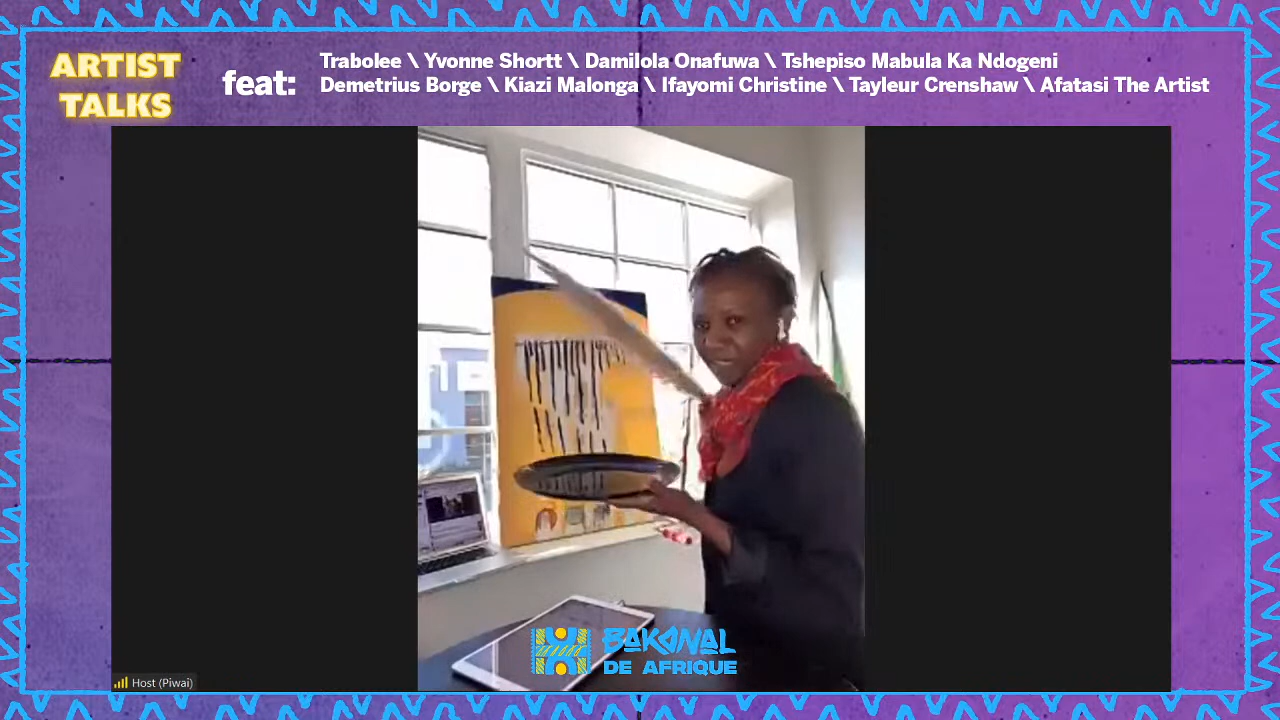 ARTIST
TALKS
feat:
Trabolee \ Yvonne Shortt \ Damilola Onafuwa \ Tshepiso Mabula Ka Ndogeni
Demetrius Borge \ Kiazi Malonga \ Ifayomi Christine \ Tayleur Crenshaw \ Afatasi The Artist
BAKANAL
DE AFRIQUE
Host (Piwai)